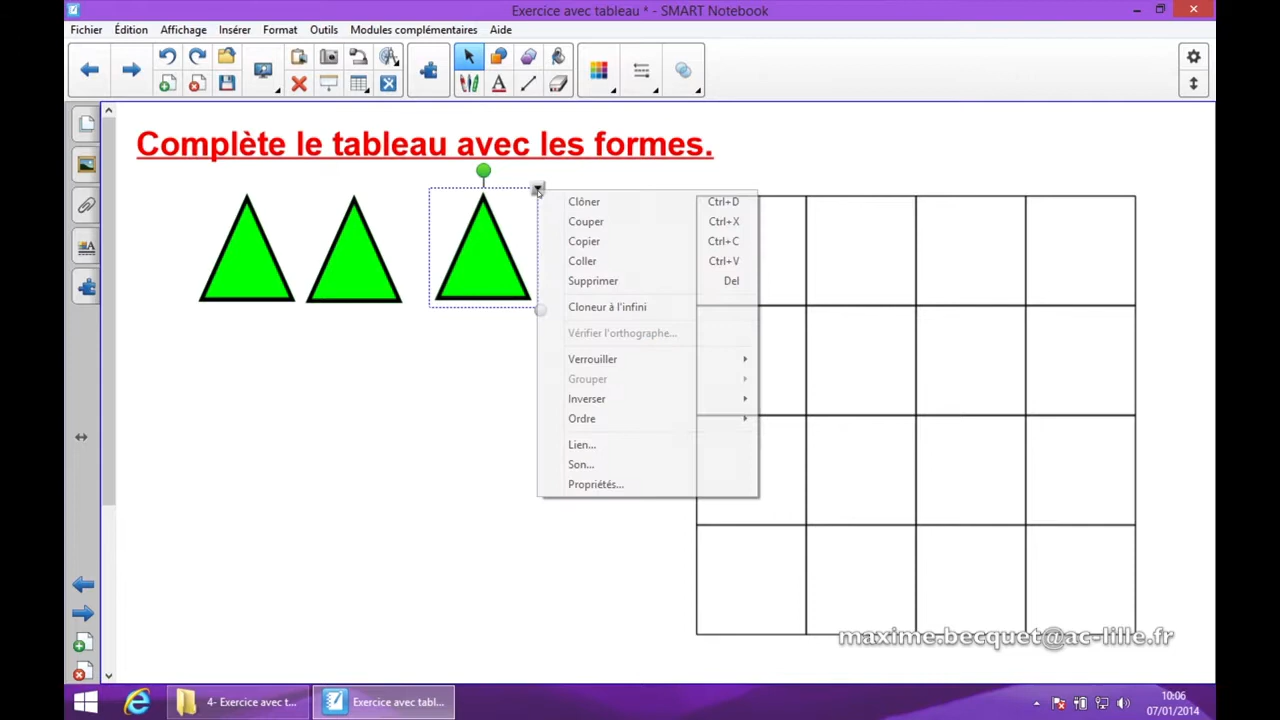 Exercice avec tableau * - SMART Notebook
Fichier Édition Affichage Insérer Format Outils Modules complémentaires Aide
Complète le tableau avec les formes.
Clôner Ctrl+D
Couper Ctrl+X
Copier Ctrl+C
Coller Ctrl+V
Supprimer Del
Cloneur à l'infini
Vérifier l'orthographe...
Verrouiller
Grouper
Inverser
Ordre
Lien...
Son...
Propriétés...
maxime.becquet@ac-lille.fr
4- Exercice avec t... Exercice avec tabl... 10:06
07/01/2014